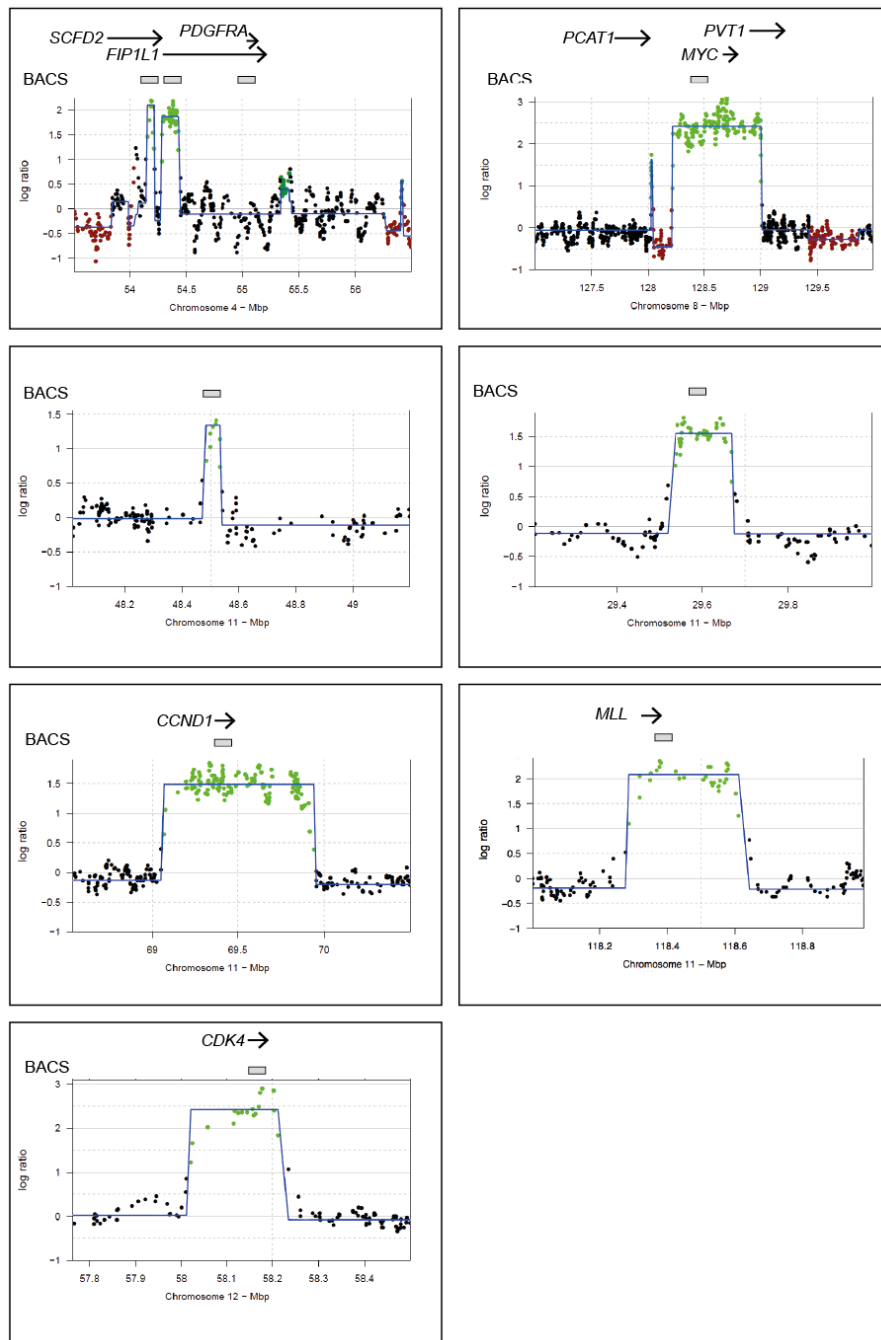 SCFD2
PDGFRA
FIP1L1
BACS
2
1.5
1
0.5
0
−0.5
−1
log ratio
54
54.5
55
55.5
56
Chromosome 4 − Mbp
PCAT1
PVT1
MYC
BACS
3
2
1
0
−1
log ratio
127.5
128
128.5
129
129.5
Chromosome 8 − Mbp
BACS
1.5
1
0.5
0
−0.5
−1
log ratio
48.2
48.4
48.6
48.8
49
Chromosome 11 − Mbp
BACS
1.5
1
0.5
0
−0.5
−1
log ratio
29.4
29.6
29.8
Chromosome 11 − Mbp
CCND1
BACS
1.5
1
0.5
0
−0.5
−1
log ratio
69
69.5
70
Chromosome 11 − Mbp
MLL
BACS
2
1.5
1
0.5
0
−0.5
−1
log ratio
118.2
118.4
118.6
118.8
Chromosome 11 − Mbp
CDK4
BACS
3
2
1
0
−1
log ratio
57.8
57.9
58
58.1
58.2
58.3
58.4
Chromosome 12 − Mbp